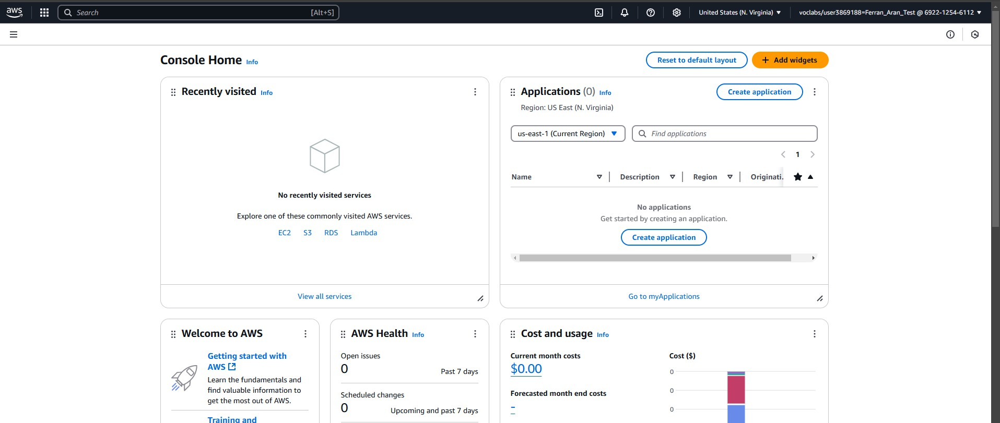 aws
Search [Alt+S]
United States (N. Virginia)
voclabs/user3869188=Ferran_Aran_Test @ 6922-1254-6112
Console Home Info
Reset to default layout
Add widgets
Recently visited Info
No recently visited services
Explore one of these commonly visited AWS services.
EC2 S3 RDS Lambda
View all services
Applications (0) Info
Create application
Region: US East (N. Virginia)
us-east-1 (Current Region)
Find applications
1
Name Description Region Originati.
No applications
Get started by creating an application.
Create application
Go to myApplications
Welcome to AWS
Getting started with
AWS
Learn the fundamentals and
find valuable information to
get the most out of AWS.
Training and
AWS Health Info
Open issues
0 Past 7 days
Scheduled changes
0 Upcoming and past 7 days
Cost and usage Info
Current month costs
$0.00
Forecasted month end costs
-
Cost ($)
0
0
0